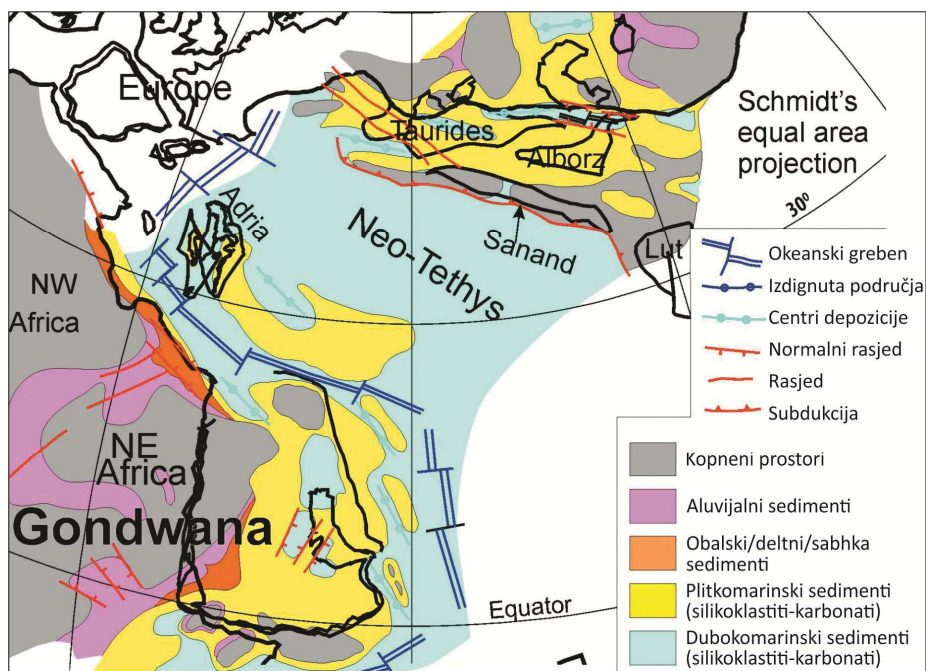 Europe
Taurides
Alborz
Schmidt's
equal area
projection
30⁰
Adria
Neo-Tethys
Sanand
Lut
NW
Africa
NE
Africa
Gondwana
Equator
Okeanski greben
Izdignuta područja
Centri depozicije
Normalni rasjed
Rasjed
Subdukcija
Kopneni prostori
Aluvijalni sedimenti
Obalski/deltni/sabhka
sedimenti
Plitkomarinski sedimenti
(silikoklastiti-karbonati)
Dubokomarinski sedimenti
(silikoklastiti-karbonati)